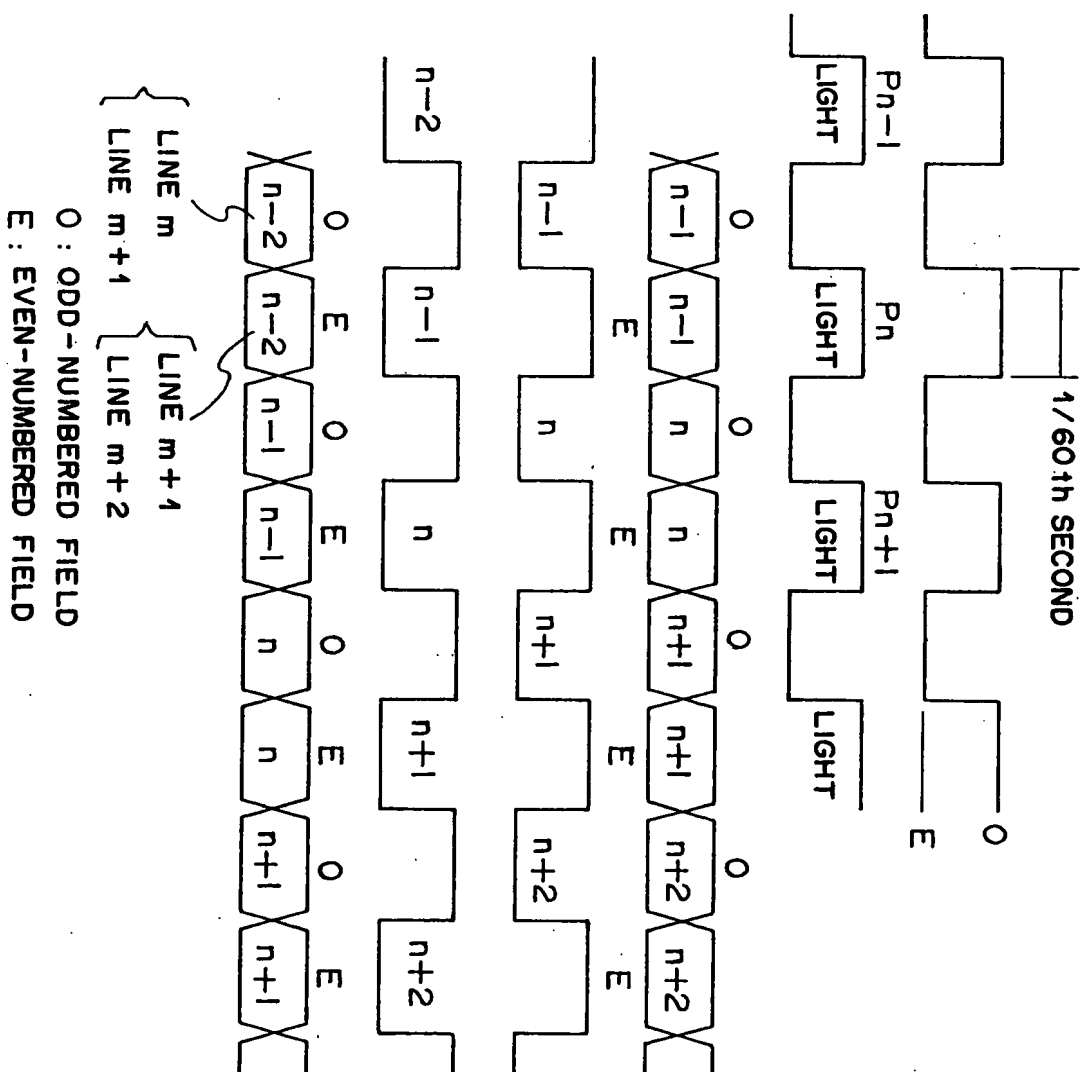 1/60th SECOND
O
E
Pn-1 Pn Pn+1
LIGHT LIGHT LIGHT LIGHT
O O O O
n-1 n-1 n n n+1 n+1 n+2 n+2
E E E E
n-1 n n+1 n+2
n-2 n-1 n n+1 n+2
O E O E O E O E
n-2 n-2 n-1 n-1 n n n+1 n+1
LINE m LINE m+1
LINE m+1 LINE m+2
O : ODD-NUMBERED FIELD
E : EVEN-NUMBERED FIELD